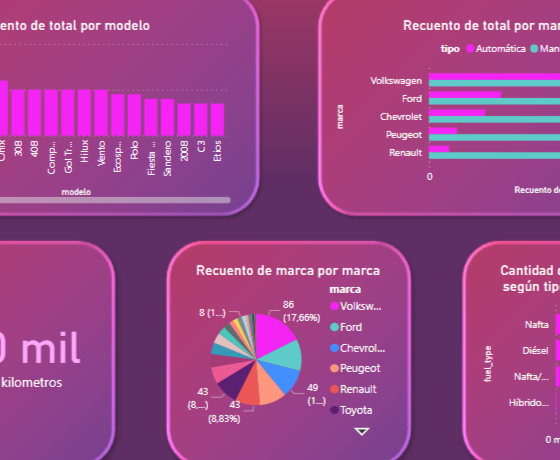 ento de total por modelo
Onix
308
408
Comp...
Gol Tr...
Hilux
Vento
Ecosp...
Polo
Fiesta ...
Sandero
2008
C3
Etios
modelo
Recuento de total por mar
tipo Automática Man
marca
Volkswagen
Ford
Chevrolet
Peugeot
Renault
0
Recuento de
0 mil
kilometros
Recuento de marca por marca
86
(17,66%)
8 (1...)
43
(8,...)
43
(8,83%)
49
(1...)
marca
Volksw...
Ford
Chevrol...
Peugeot
Renault
Toyota
Cantidad d
según tipo
fuel_type
Nafta
Diésel
Nafta/...
Híbrido...
0 m